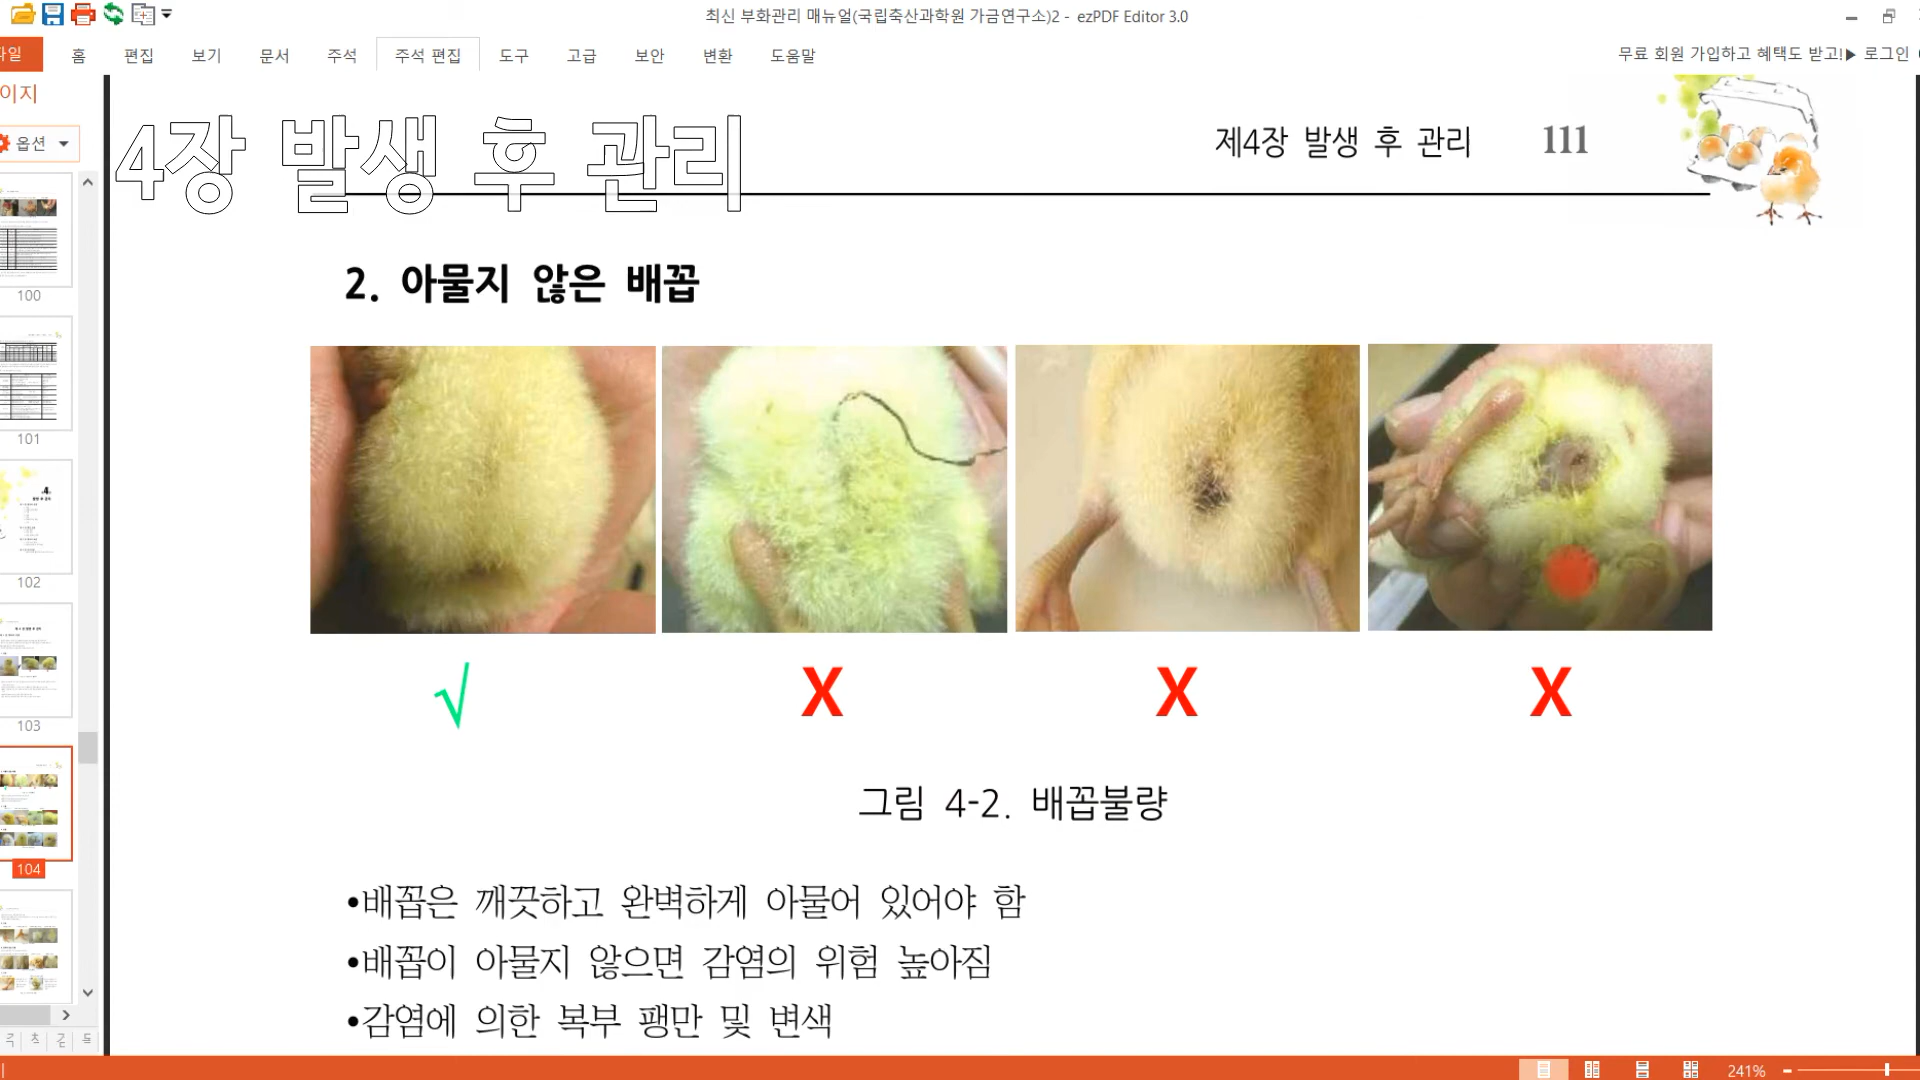 최신 부화관리 매뉴얼(국립축산과학원 가금연구소)2 - ezPDF Editor 3.0
파일 홈 편집 보기 문서 주석 주석 편집 도구 고급 보안 변환 도움말
무료 회원 가입하고 혜택도 받고!▶ 로그인
이지
옵션
4장 발생 후 관리
제4장 발생 후 관리 111
2. 아물지 않은 배꼽
√ X X X
그림 4-2. 배꼽불량
•배꼽은 깨끗하고 완벽하게 아물어 있어야 함
•배꼽이 아물지 않으면 감염의 위험 높아짐
•감염에 의한 복부 팽만 및 변색
100
101
102
103
104
241%